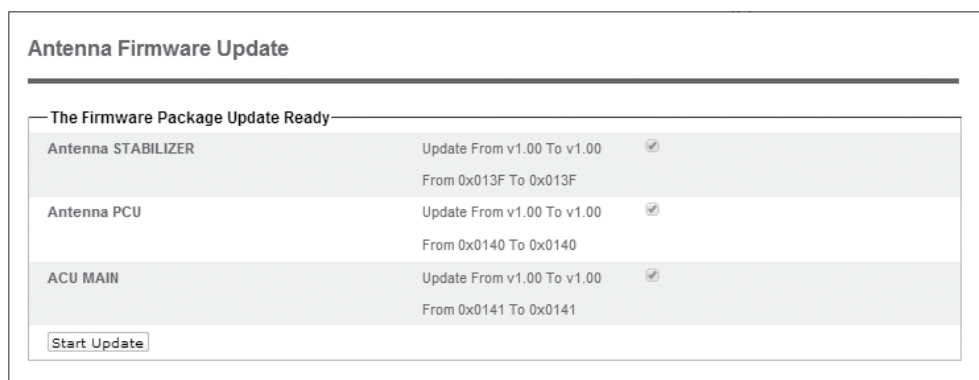 Antenna Firmware Update
The Firmware Package Update Ready
Antenna STABILIZER Update From v1.00 To v1.00
From 0x013F To 0x013F
Antenna PCU Update From v1.00 To v1.00
From 0x0140 To 0x0140
ACU MAIN Update From v1.00 To v1.00
From 0x0141 To 0x0141
Start Update